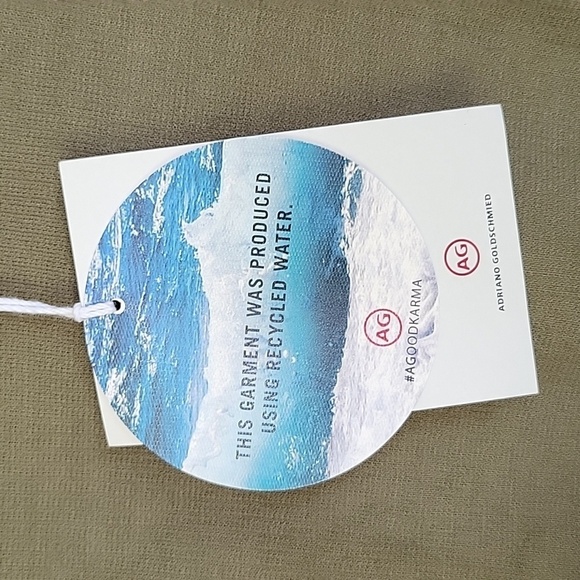 THIS GARMENT WAS PRODUCED
USING RECYCLED WATER.
AG
#AGOODKARMA
AG
ADRIANO GOLDSCHMIED